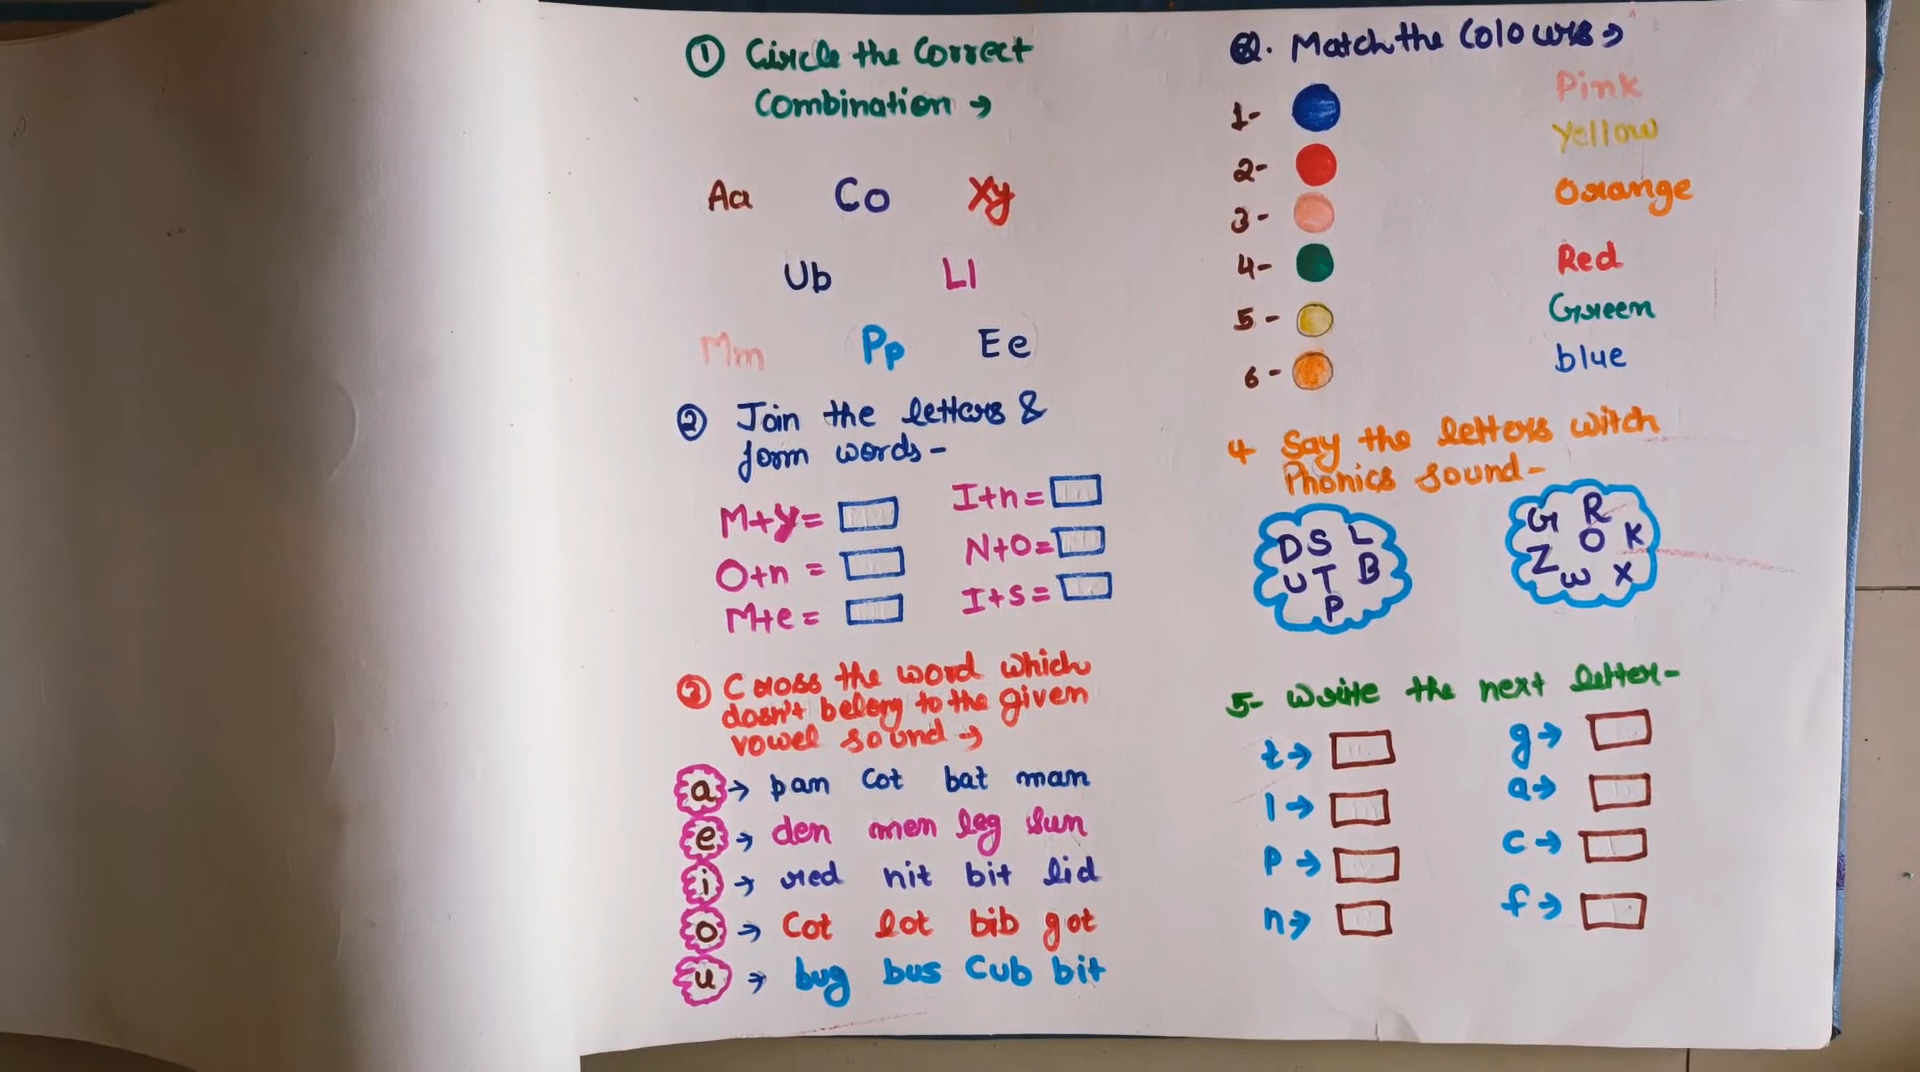 ① Circle the Correct
Combination →
Aa Co Xy
Ub Ll
Mm Pp Ee
② Join the letters &
form words -
M+y= I+n=
O+n = N+O=
M+e = I+s=
③ Cross the word which
doesn't belong to the given
vowel sound →
a → pam cot bat man
e → den men leg sun
i → red nit bit lid
o → Cot lot bib got
u → bug bus Cub bit
Q. Match the Colours →
1- Pink
2- Yellow
3- Orange
4- Red
5- Green
6- blue
4 Say the letters witch
Phonics sound -
D S L
U T B
P
G R
Z O K
W X
5- Write the next letter -
t → g →
l → a →
p → c →
n → f →